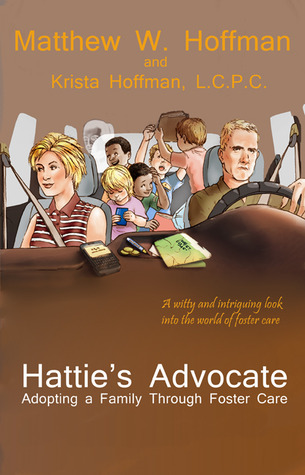 Matthew W. Hoffman
and
Krista Hoffman, L.C.P.C.
A witty and intriguing look
into the world of foster care
Hattie's Advocate
Adopting a Family Through Foster Care